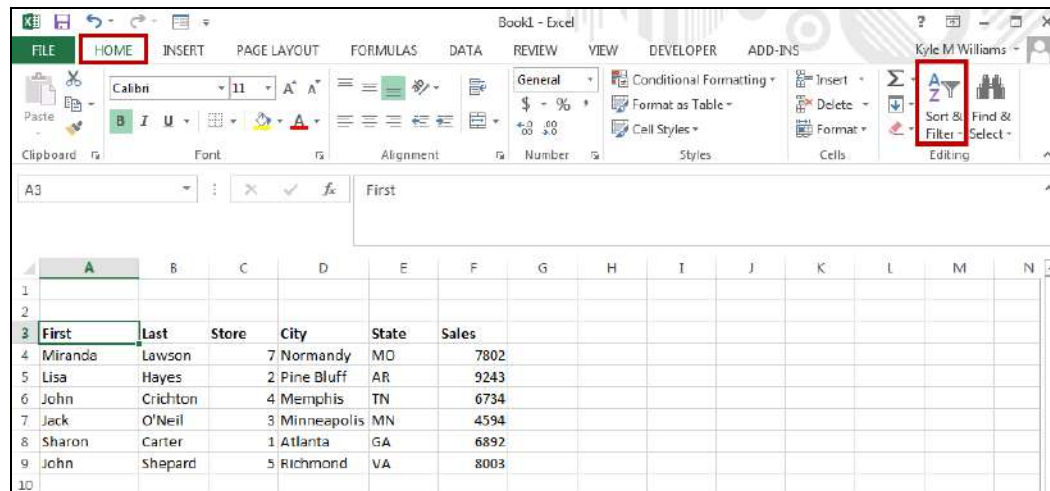 Book1 - Excel
FILE HOME INSERT PAGE LAYOUT FORMULAS DATA REVIEW VIEW DEVELOPER ADD-INS Kyle M Williams
Calibri 11 General Conditional Formatting Insert
Paste B I U A $ - % Format as Table Delete Sort & Find &
Cell Styles Format Filter Select
Clipboard Font Alignment Number Styles Cells Editing
A3 fx First
A B C D E F G H I J K L M N
1
2
3 First Last Store City State Sales
4 Miranda Lawson 7 Normandy MO 7802
5 Lisa Hayes 2 Pine Bluff AR 9243
6 John Crichton 4 Memphis TN 6734
7 Jack O'Neil 3 Minneapolis MN 4594
8 Sharon Carter 1 Atlanta GA 6892
9 John Shepard 5 Richmond VA 8003
10